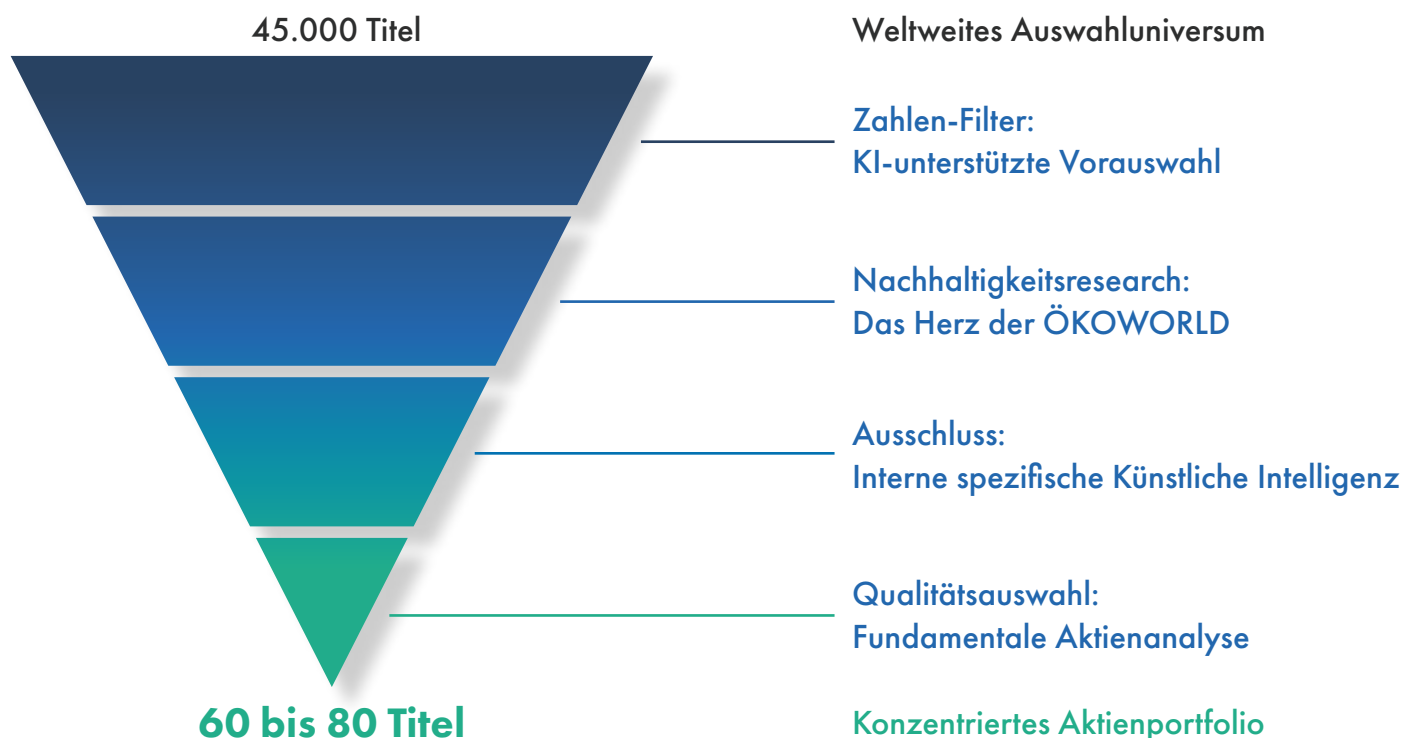 45.000 Titel
Weltweites Auswahluniversum
Zahlen-Filter:
KI-unterstützte Vorauswahl
Nachhaltigkeitsresearch:
Das Herz der ÖKOWORLD
Ausschluss:
Interne spezifische Künstliche Intelligenz
Qualitätsauswahl:
Fundamentale Aktienanalyse
60 bis 80 Titel
Konzentriertes Aktienportfolio